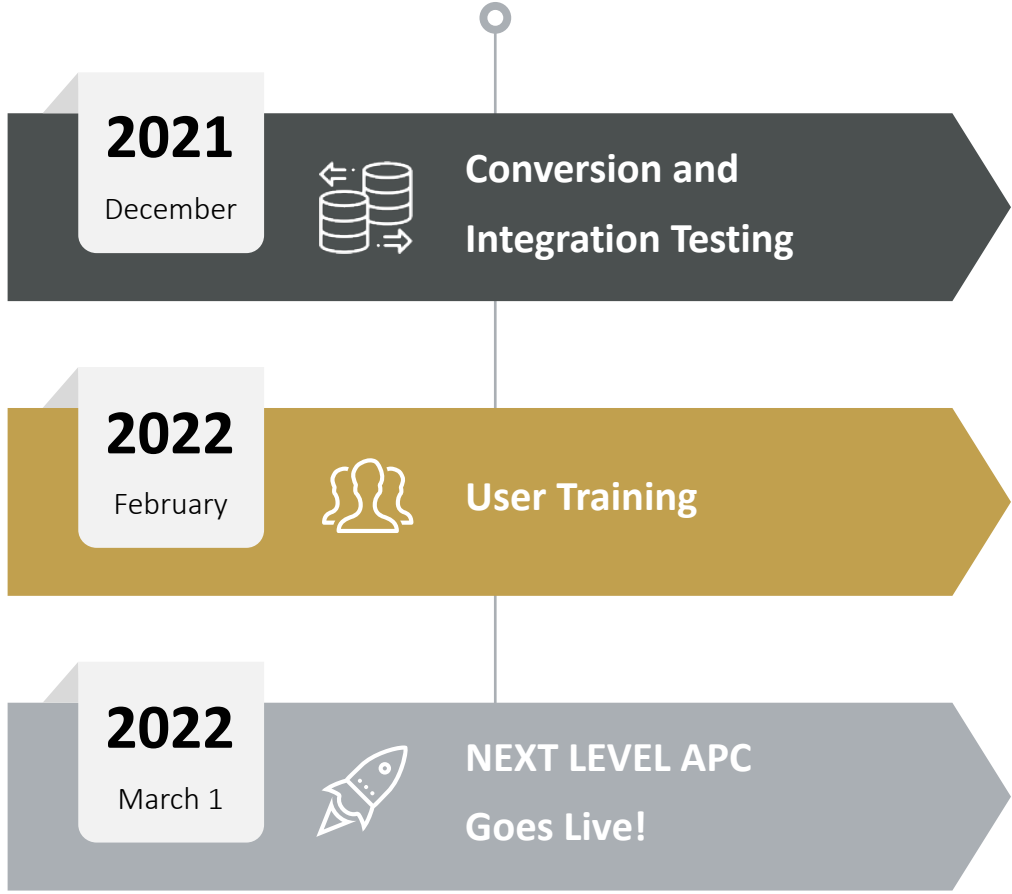 2021
December
Conversion and
Integration Testing
2022
February
User Training
2022
March 1
NEXT LEVEL APC
Goes Live!